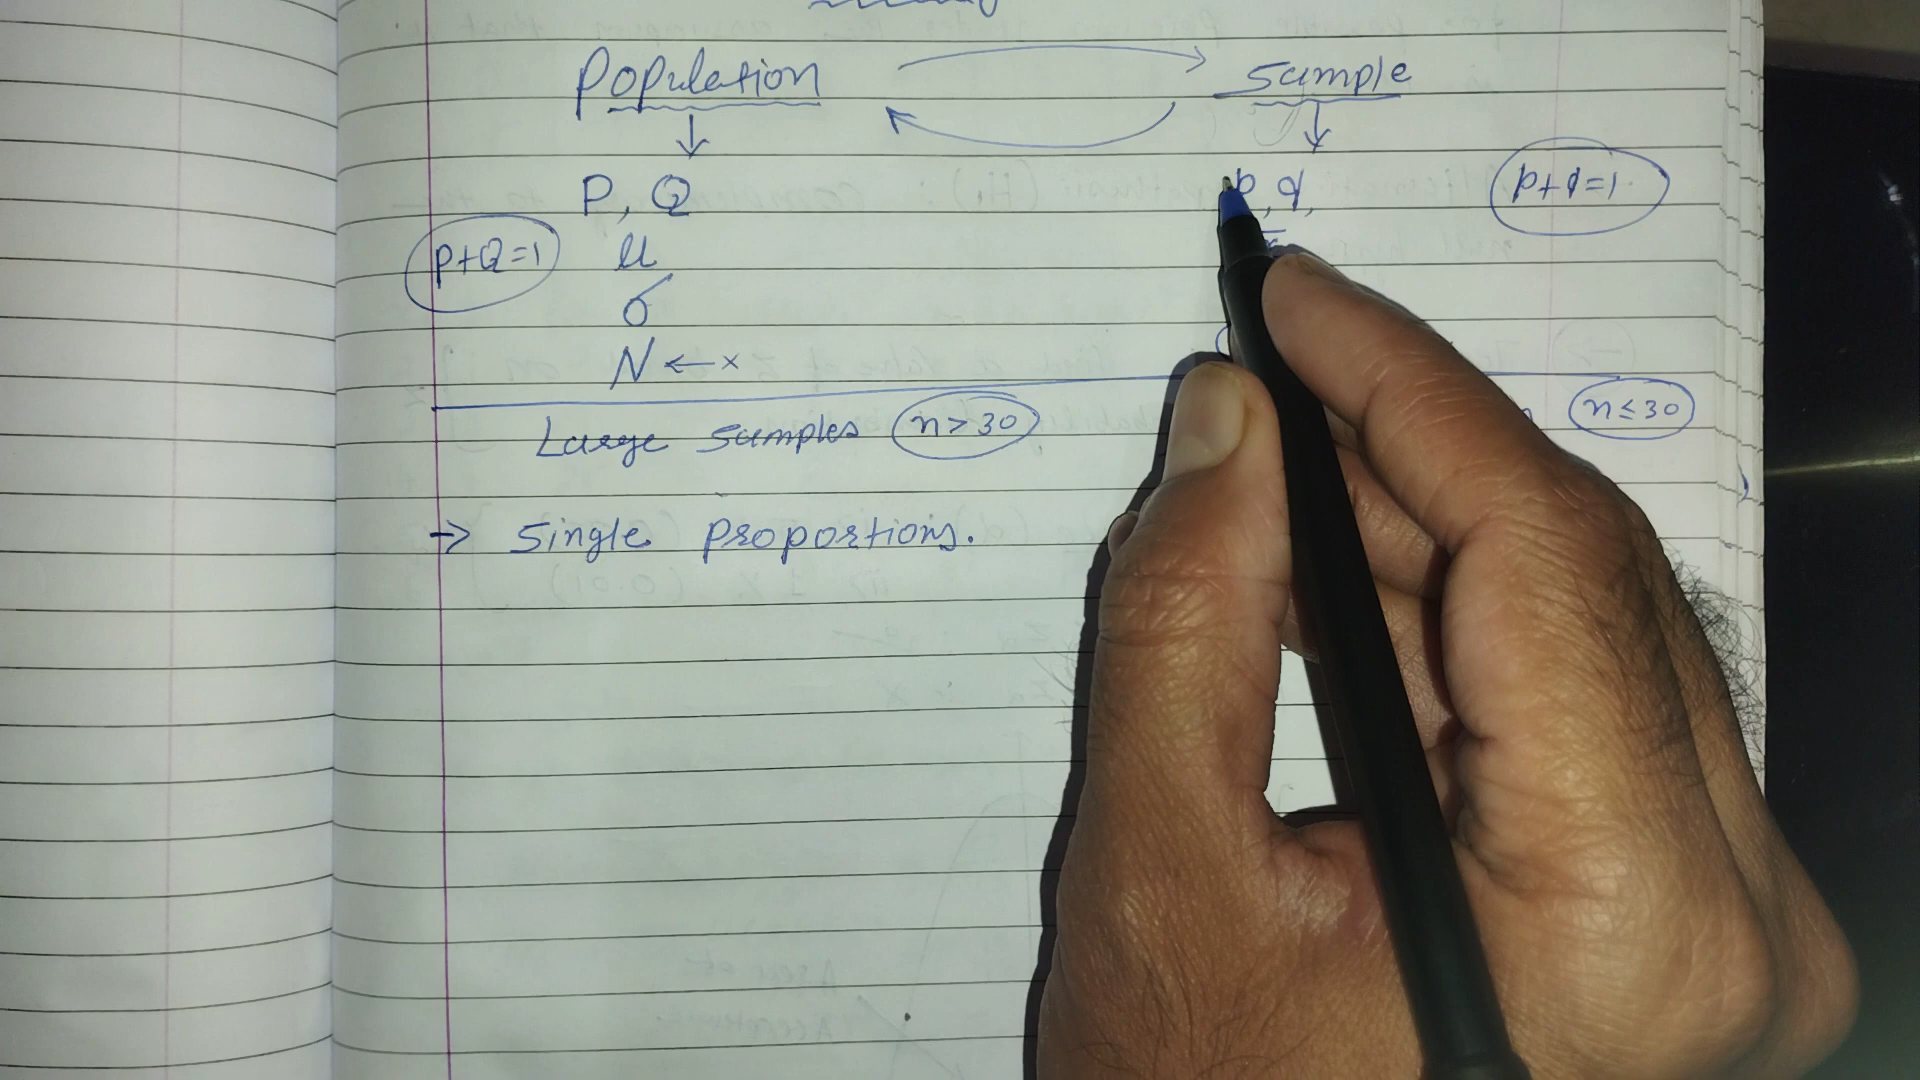 Population Sample
P, Q p, q,
p+q=1
P+Q=1 μ x̄
σ
N ← x
Large samples n > 30 n ≤ 30
→ Single Proportions.